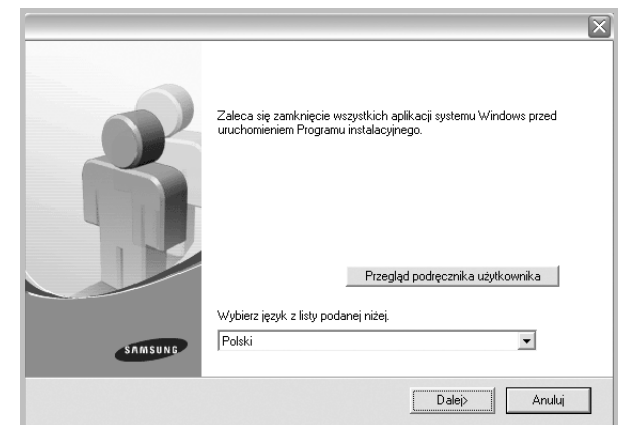 Zaleca się zamknięcie wszystkich aplikacji systemu Windows przed
uruchomieniem Programu instalacyjnego.
Przegląd podręcznika użytkownika
Wybierz język z listy podanej niżej.
Polski
SAMSUNG
Dalej>
Anuluj